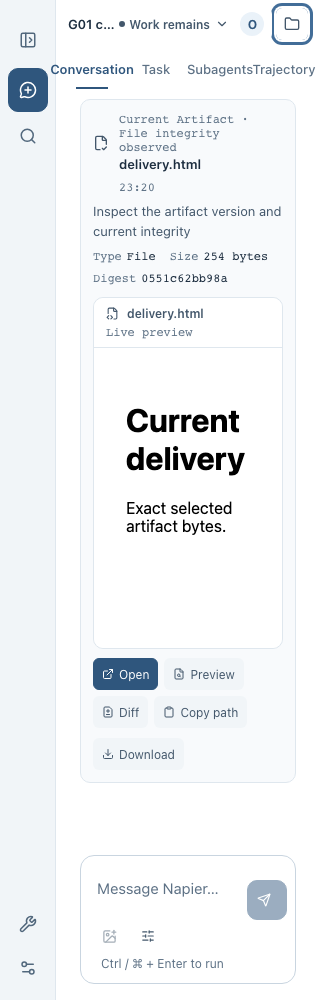 G01 c... • Work remains O
Conversation Task SubagentsTrajectory
Current Artifact ·
File integrity
observed
delivery.html
23:20
Inspect the artifact version and
current integrity
Type File Size 254 bytes
Digest 0551c62bb98a
delivery.html
Live preview
Current
delivery
Exact selected
artifact bytes.
Open Preview
Diff Copy path
Download
Message Napier...
Ctrl / ⌘ + Enter to run